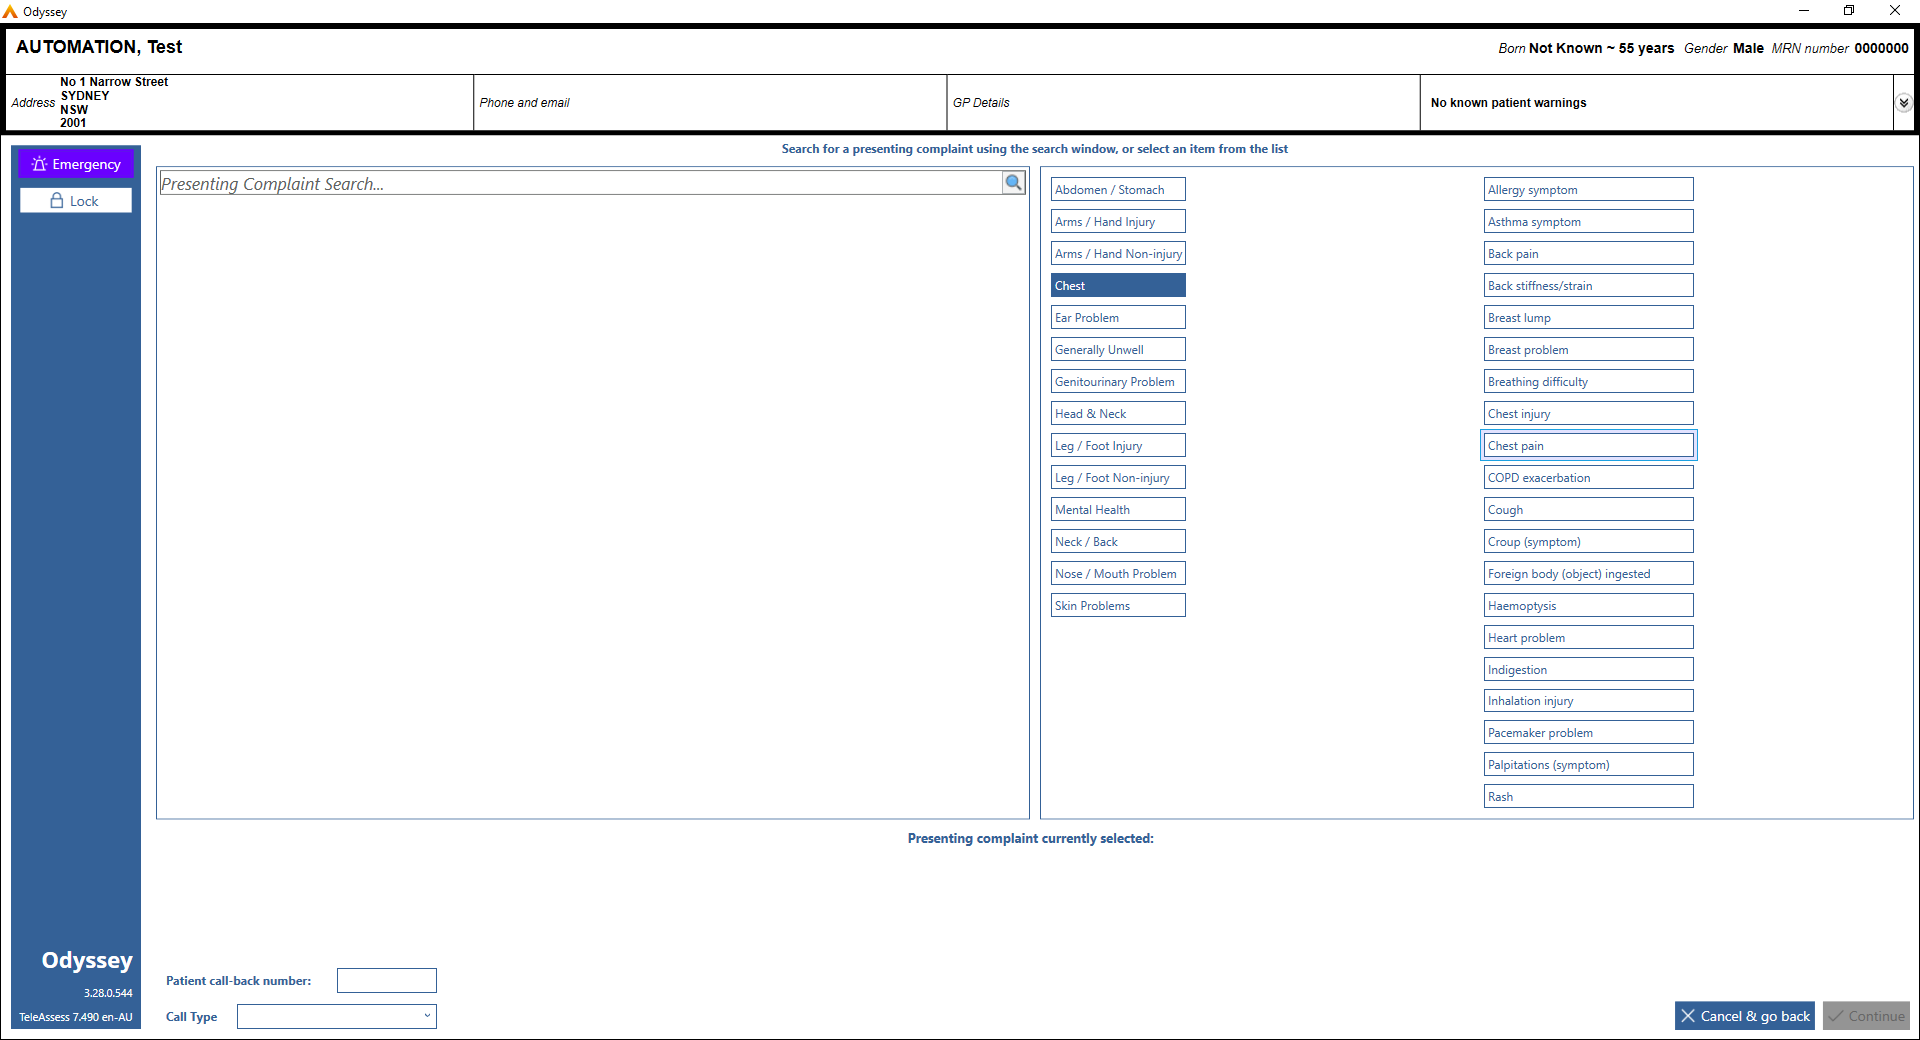 Odyssey
AUTOMATION, Test
Born Not Known ~ 55 years Gender Male MRN number 0000000
Address
No 1 Narrow Street
SYDNEY
NSW
2001
Phone and email
GP Details
No known patient warnings
Emergency
Lock
Search for a presenting complaint using the search window, or select an item from the list
Presenting Complaint Search...
Abdomen / Stomach
Arms / Hand Injury
Arms / Hand Non-injury
Chest
Ear Problem
Generally Unwell
Genitourinary Problem
Head & Neck
Leg / Foot Injury
Leg / Foot Non-injury
Mental Health
Neck / Back
Nose / Mouth Problem
Skin Problems
Allergy symptom
Asthma symptom
Back pain
Back stiffness/strain
Breast lump
Breast problem
Breathing difficulty
Chest injury
Chest pain
COPD exacerbation
Cough
Croup (symptom)
Foreign body (object) ingested
Haemoptysis
Heart problem
Indigestion
Inhalation injury
Pacemaker problem
Palpitations (symptom)
Rash
Presenting complaint currently selected:
Odyssey
3.28.0.544
TeleAssess 7.490 en-AU
Patient call-back number:
Call Type
Cancel & go back
Continue